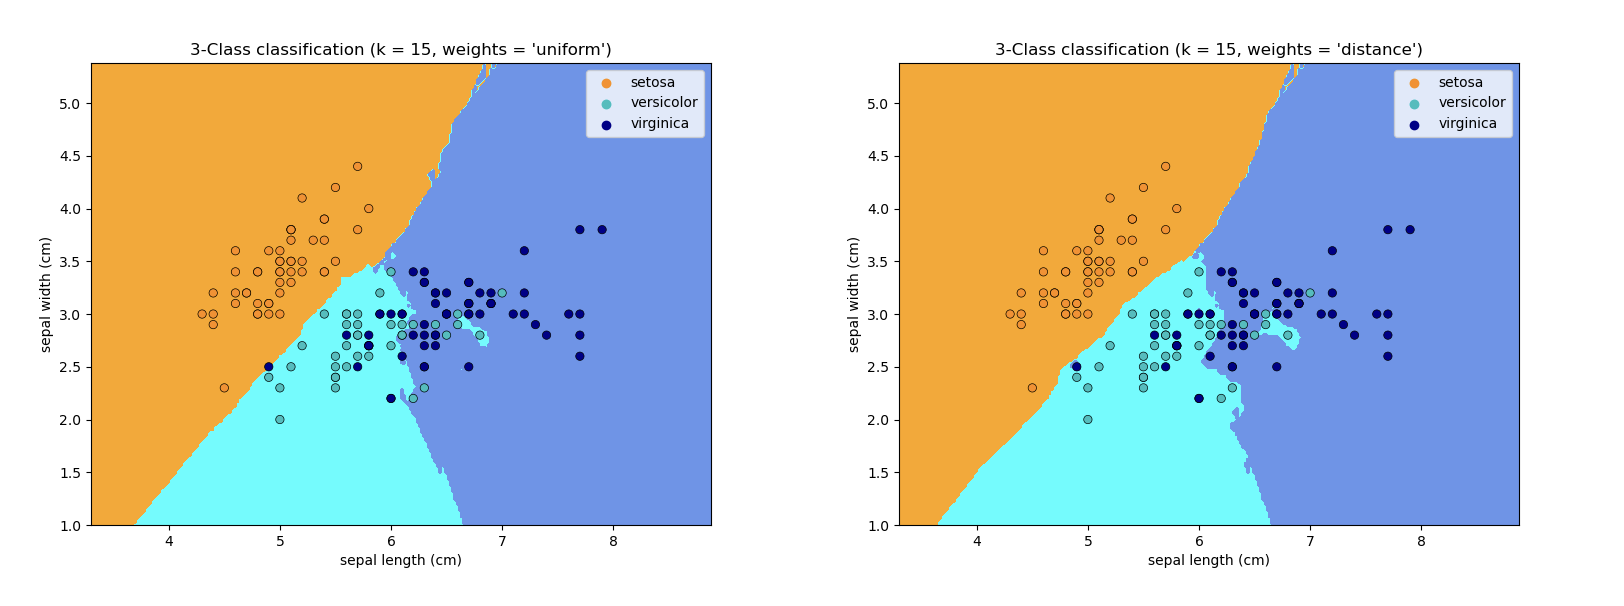 3-Class classification (k = 15, weights = 'uniform')
setosa
versicolor
virginica
5.0
4.5
4.0
3.5
3.0
2.5
2.0
1.5
1.0
sepal width (cm)
4 5 6 7 8
sepal length (cm)
3-Class classification (k = 15, weights = 'distance')
setosa
versicolor
virginica
5.0
4.5
4.0
3.5
3.0
2.5
2.0
1.5
1.0
sepal width (cm)
4 5 6 7 8
sepal length (cm)